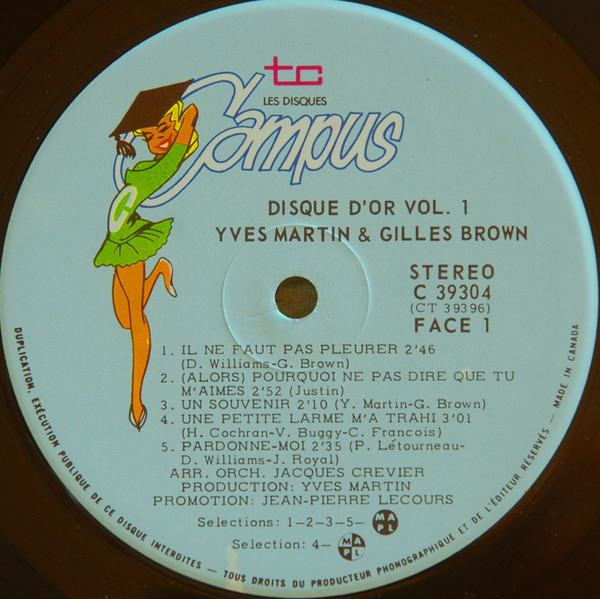 tc
LES DISQUES
Campus
C
DISQUE D'OR VOL. 1
YVES MARTIN & GILLES BROWN
STEREO
C 39304
(CT 39396)
FACE 1
1. IL NE FAUT PAS PLEURER 2'46
(D. Williams-G. Brown)
2. (ALORS) POURQUOI NE PAS DIRE QUE TU
M'AIMES 2'52 (Justin)
3. UN SOUVENIR 2'10 (Y. Martin-G. Brown)
4. UNE PETITE LARME M'A TRAHI 3'01
(H. Cochran-V. Buggy-C. Francois)
5. PARDONNE-MOI 2'35 (P. Létourneau-
D. Williams-J. Royal)
ARR. ORCH. JACQUES CREVIER
PRODUCTION: YVES MARTIN
PROMOTION: JEAN-PIERRE LECOURS
Selections: 1-2-3-5- MAPL
Selection: 4- MAPL
DUPLICATION, EXÉCUTION PUBLIQUE DE CE DISQUE INTERDITES — TOUS DROITS DU PRODUCTEUR PHONOGRAPHIQUE ET DE L'ÉDITEUR RÉSERVÉS — MADE IN CANADA